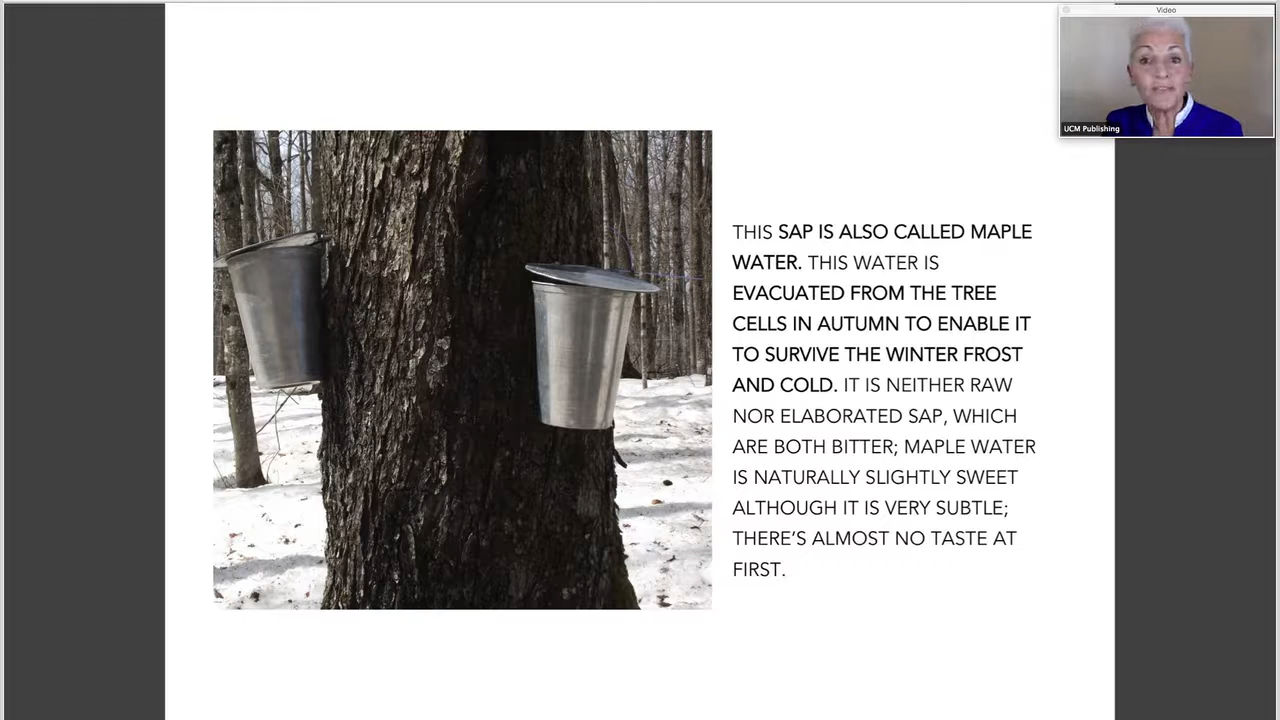 Video
UCM Publishing
THIS SAP IS ALSO CALLED MAPLE
WATER. THIS WATER IS
EVACUATED FROM THE TREE
CELLS IN AUTUMN TO ENABLE IT
TO SURVIVE THE WINTER FROST
AND COLD. IT IS NEITHER RAW
NOR ELABORATED SAP, WHICH
ARE BOTH BITTER; MAPLE WATER
IS NATURALLY SLIGHTLY SWEET
ALTHOUGH IT IS VERY SUBTLE;
THERE’S ALMOST NO TASTE AT
FIRST.